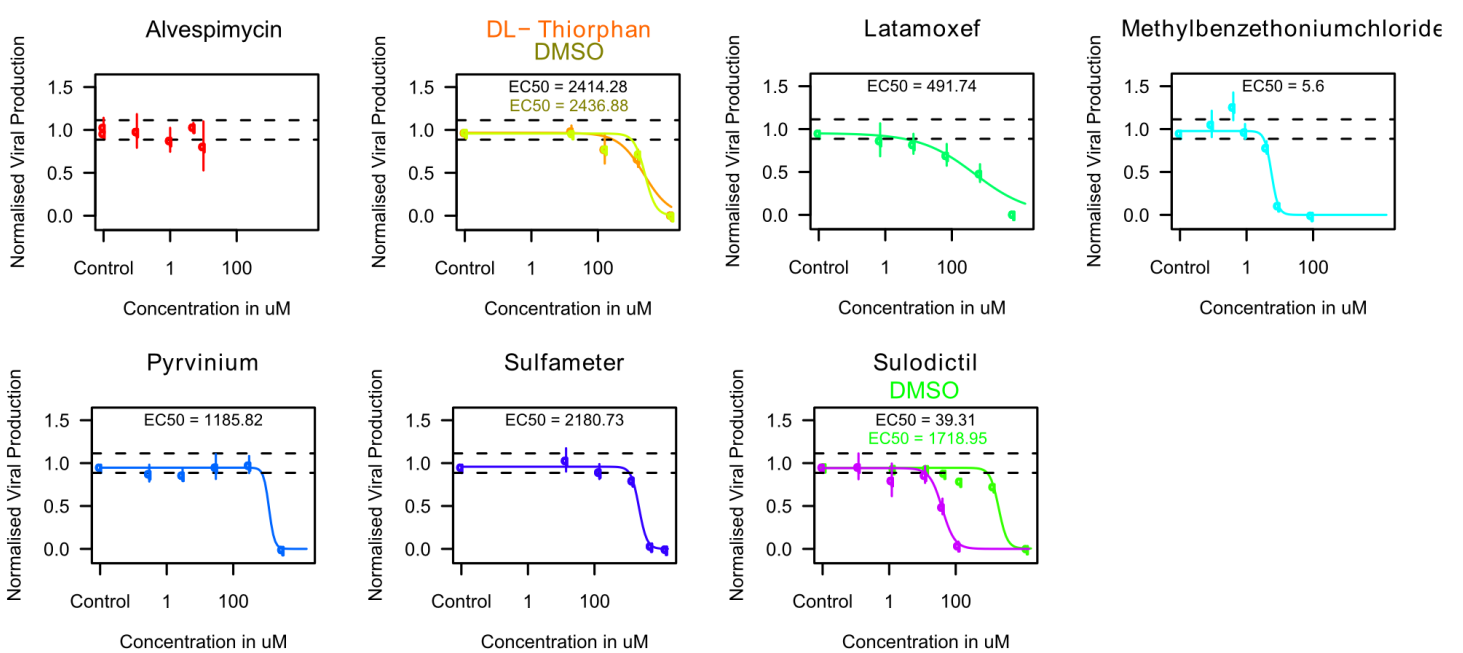 Alvespimycin
Normalised Viral Production
1.5
1.0
0.5
0.0
Control
1
100
Concentration in uM
DL− Thiorphan
DMSO
Normalised Viral Production
EC50 = 2414.28
EC50 = 2436.88
1.5
1.0
0.5
0.0
Control
1
100
Concentration in uM
Latamoxef
Normalised Viral Production
EC50 = 491.74
1.5
1.0
0.5
0.0
Control
1
100
Concentration in uM
Methylbenzethoniumchloride
Normalised Viral Production
EC50 = 5.6
1.5
1.0
0.5
0.0
Control
1
100
Concentration in uM
Pyrvinium
Normalised Viral Production
EC50 = 1185.82
1.5
1.0
0.5
0.0
Control
1
100
Concentration in uM
Sulfameter
Normalised Viral Production
EC50 = 2180.73
1.5
1.0
0.5
0.0
Control
1
100
Concentration in uM
Sulodictil
DMSO
Normalised Viral Production
EC50 = 39.31
EC50 = 1718.95
1.5
1.0
0.5
0.0
Control
1
100
Concentration in uM